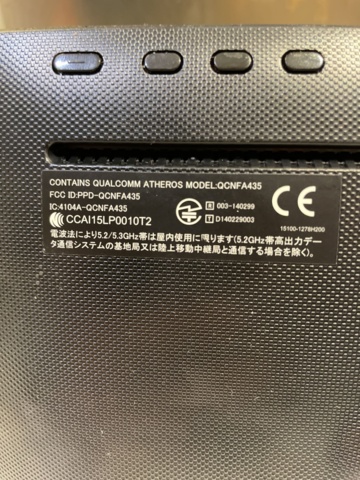 CONTAINS QUALCOMM ATHEROS MODEL:QCNFA435
FCC ID:PPD-QCNFA435
IC:4104A-QCNFA435
CCAI15LP0010T2
R 003-140299
T D140229003
CE
15100-1278H200
電波法により5.2/5.3GHz帯は屋内使用に限ります(5.2GHz帯高出力デー
タ通信システムの基地局又は陸上移動中継局と通信する場合を除く)。